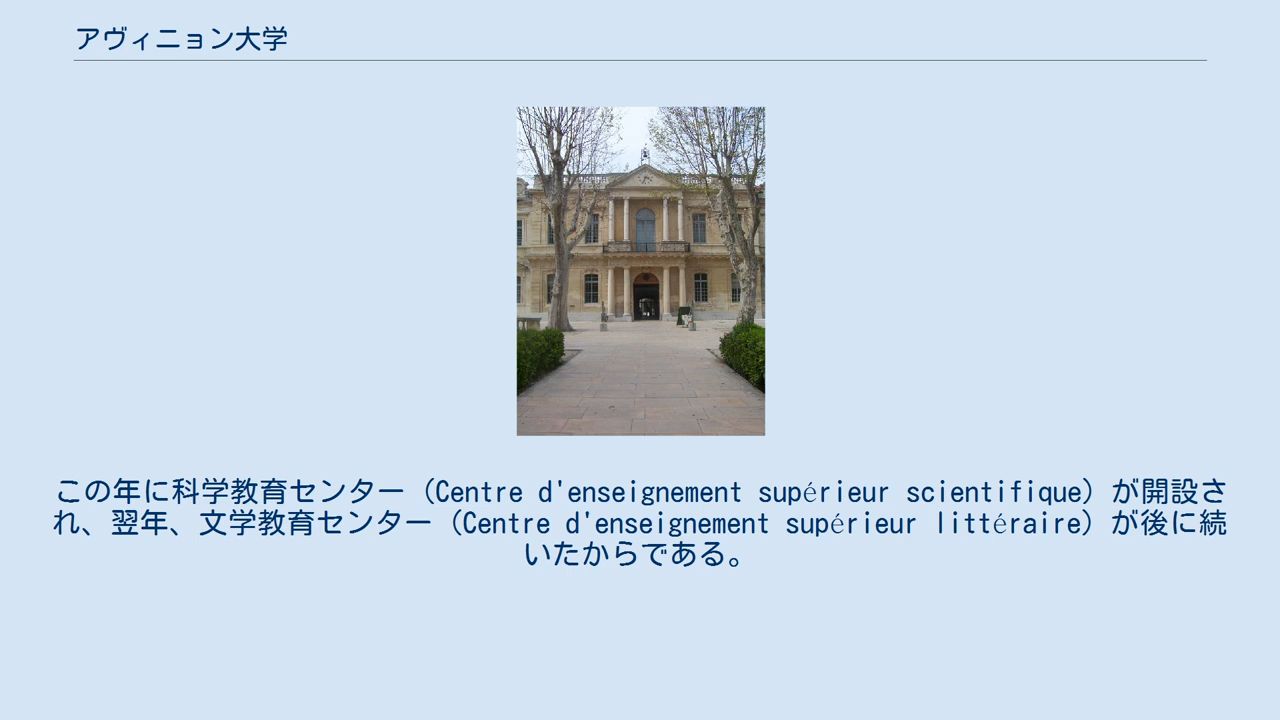 アヴィニョン大学
この年に科学教育センター（Centre d'enseignement supérieur scientifique）が開設さ
れ、翌年、文学教育センター（Centre d'enseignement supérieur littéraire）が後に続
いたからである。